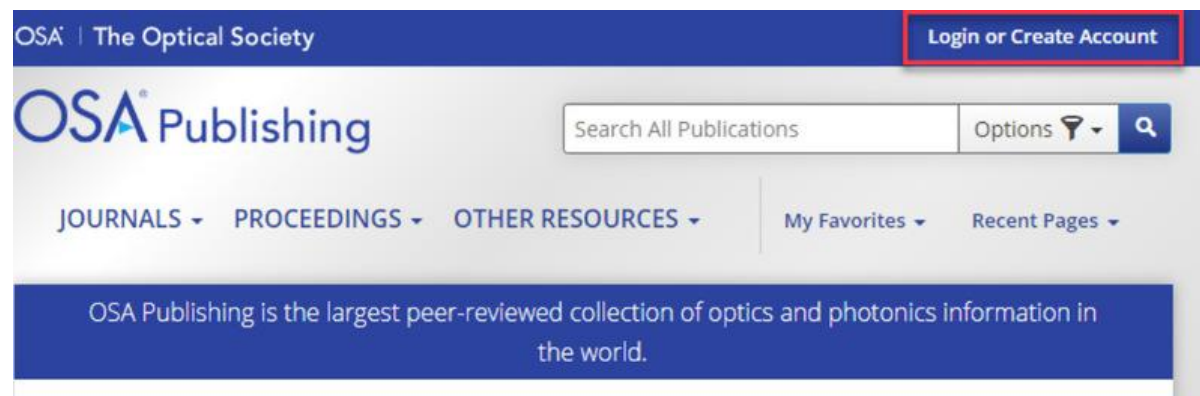 OSA | The Optical Society
Login or Create Account
OSA® Publishing
Search All Publications
Options
JOURNALS
PROCEEDINGS
OTHER RESOURCES
My Favorites
Recent Pages
OSA Publishing is the largest peer-reviewed collection of optics and photonics information in
the world.